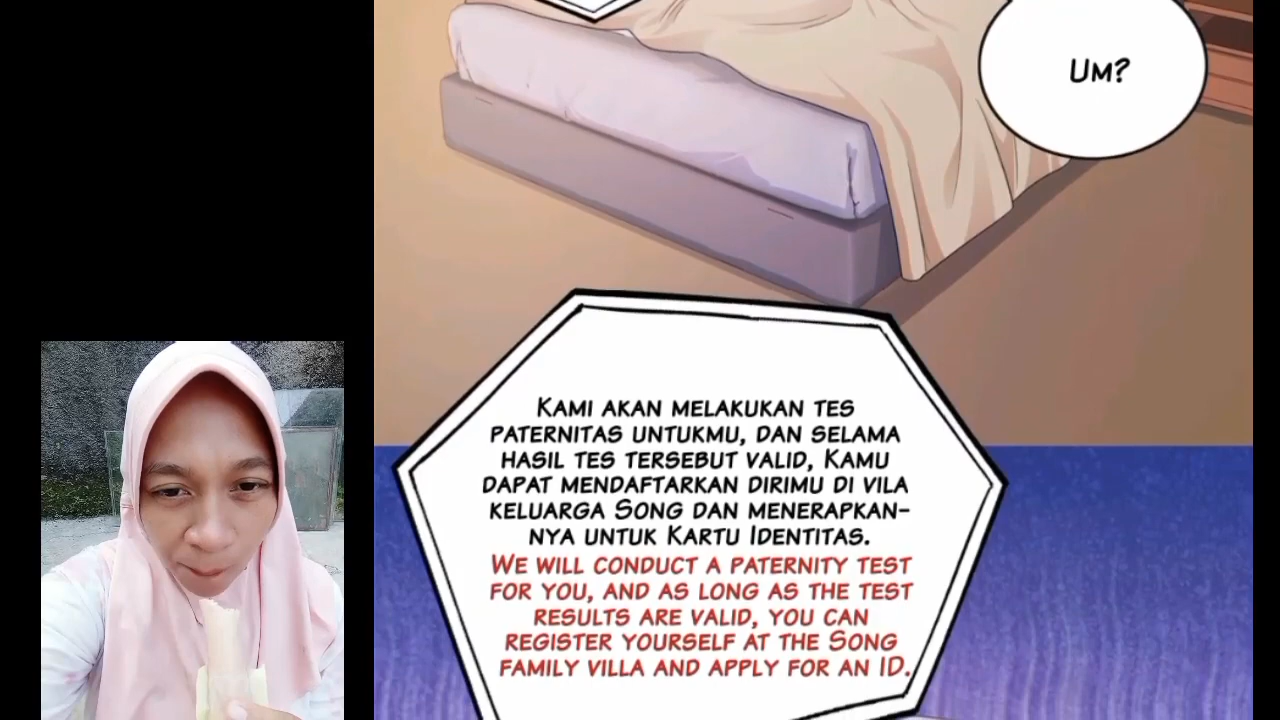 Um?
Kami akan melakukan tes
paternitas untukmu, dan selama
hasil tes tersebut valid, Kamu
dapat mendaftarkan dirimu di vila
keluarga Song dan menerapkan-
nya untuk Kartu Identitas.
We will conduct a paternity test
for you, and as long as the test
results are valid, you can
register yourself at the Song
family villa and apply for an ID.